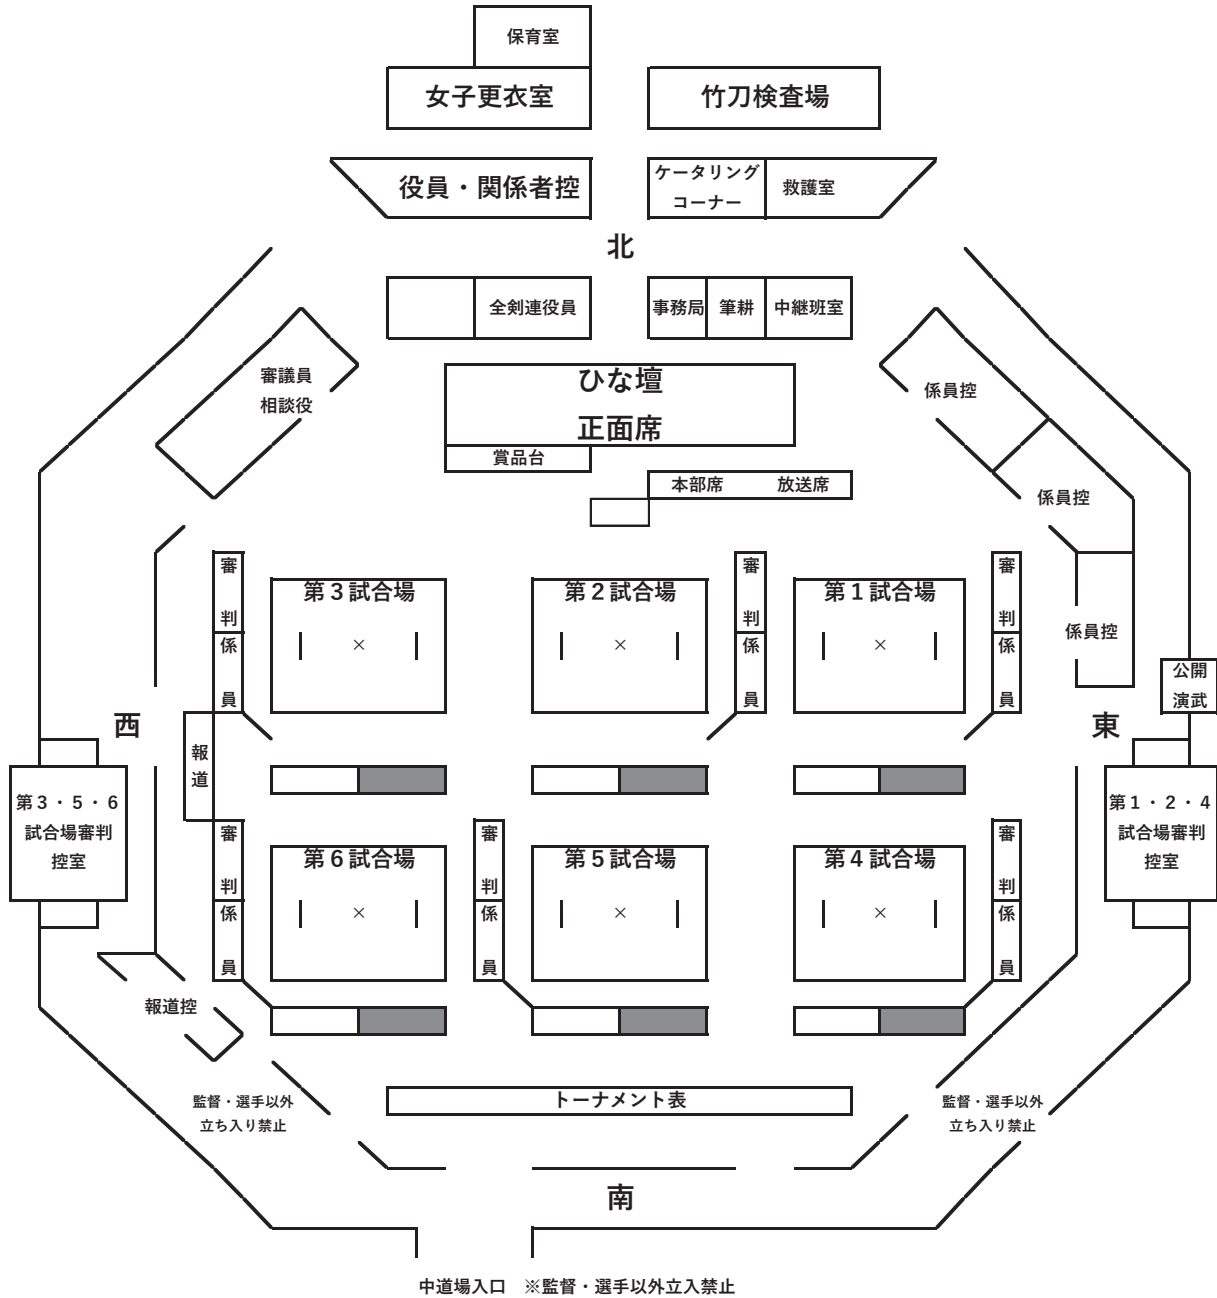 保育室
女子更衣室
竹刀検査場
役員・関係者控
ケータリング
コーナー
救護室
北
全剣連役員
事務局
筆耕
中継班室
審議員
相談役
ひな壇
正面席
係員控
賞品台
本部席
放送席
係員控
審判
係員
第3試合場
×
第2試合場
×
審判
係員
第1試合場
×
審判
係員
係員控
公開
演武
西
東
報道
第3・5・6
試合場審判
控室
第1・2・4
試合場審判
控室
審判
係員
第6試合場
×
審判
係員
第5試合場
×
第4試合場
×
審判
係員
報道控
監督・選手以外
立ち入り禁止
トーナメント表
監督・選手以外
立ち入り禁止
南
中道場入口　※監督・選手以外立入禁止